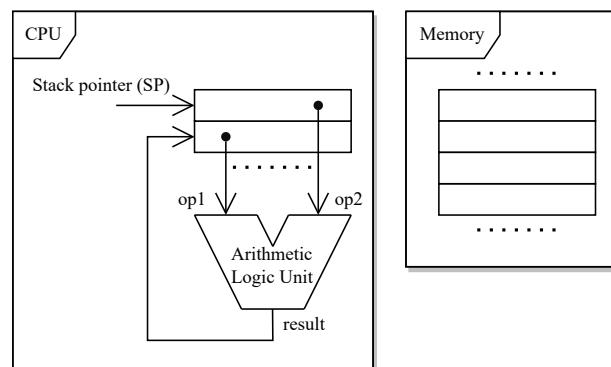 CPU
Memory
Stack pointer (SP)
op1
op2
Arithmetic
Logic Unit
result